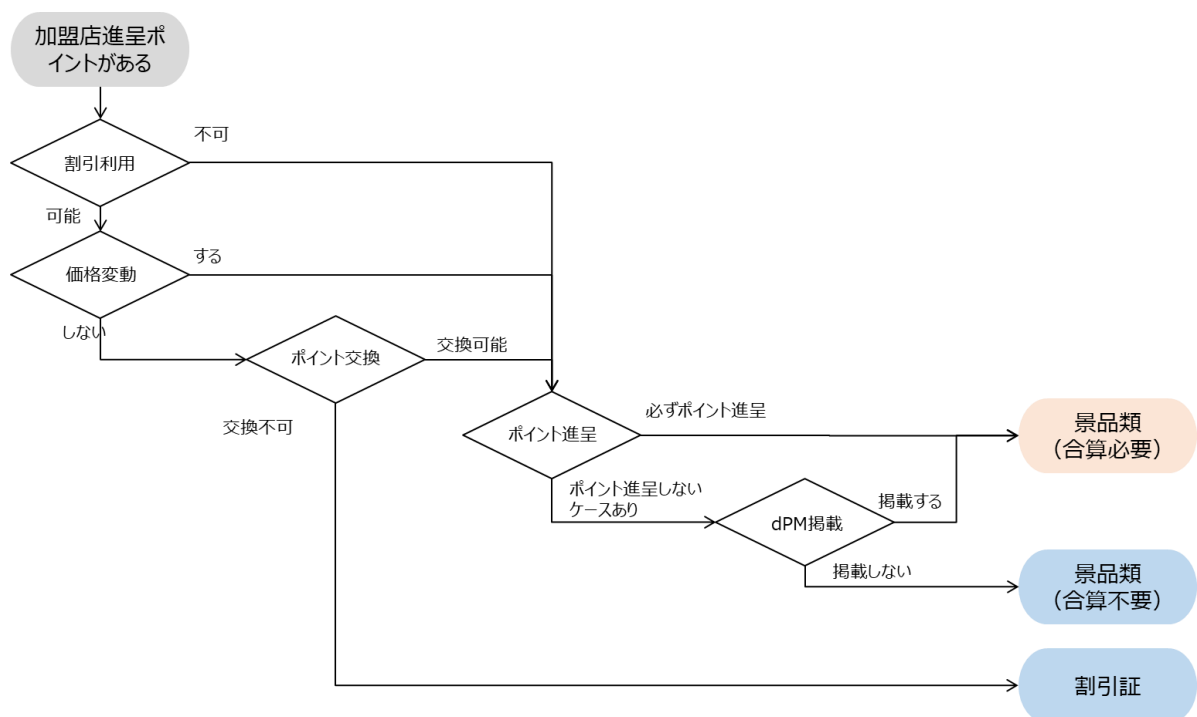 加盟店進呈ポ
イントがある
不可
割引利用
可能
する
価格変動
しない
ポイント交換
交換可能
交換不可
必ずポイント進呈
ポイント進呈
景品類
（合算必要）
ポイント進呈しない
ケースあり
掲載する
dPM掲載
掲載しない
景品類
（合算不要）
割引証